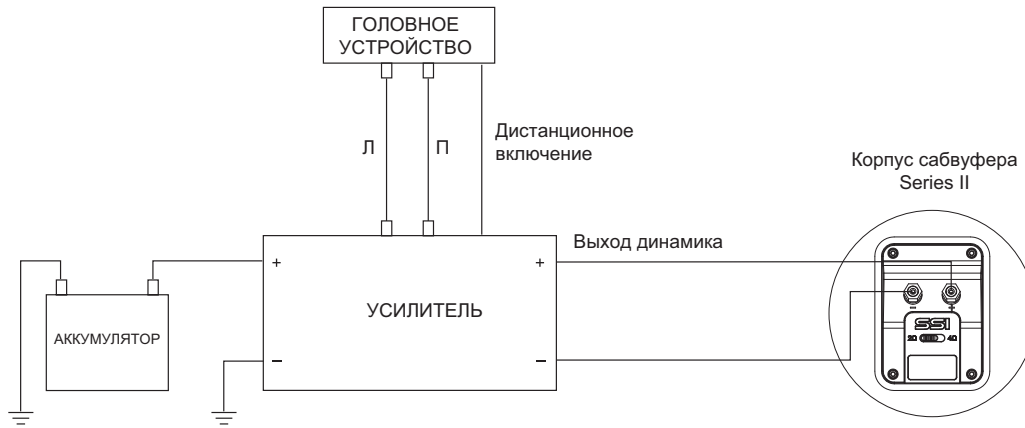 ГОЛОВНОЕ
УСТРОЙСТВО
Л
П
Дистанционное
включение
Корпус сабвуфера
Series II
Выход динамика
+
+
УСИЛИТЕЛЬ
АККУМУЛЯТОР
−
−
− +
SSI
2Ω 4Ω